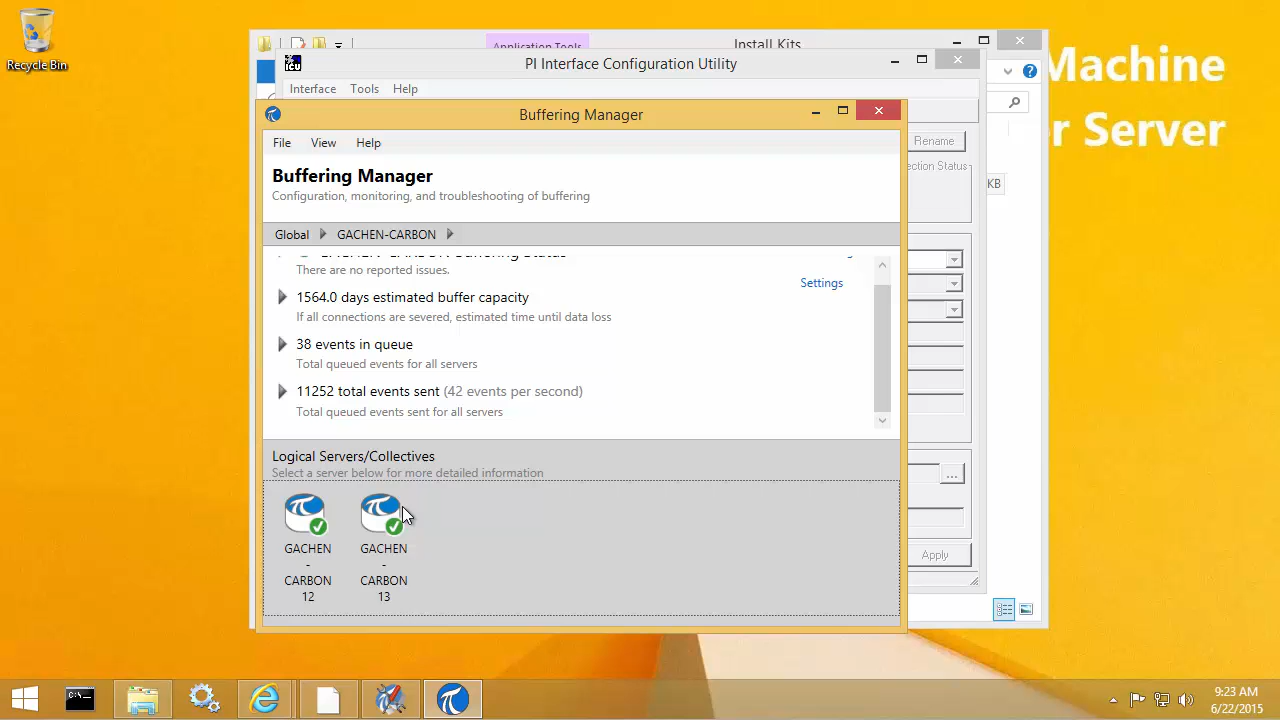 Recycle Bin
Machine
r Server
Application Tools
Install Kits
PI Interface Configuration Utility
ICU
Interface Tools Help
Rename
KB
Apply
...
Buffering Manager
File View Help
Buffering Manager
Configuration, monitoring, and troubleshooting of buffering
Global GACHEN-CARBON
Buffering Status
There are no reported issues.
Settings
1564.0 days estimated buffer capacity
If all connections are severed, estimated time until data loss
38 events in queue
Total queued events for all servers
11252 total events sent (42 events per second)
Total queued events sent for all servers
Logical Servers/Collectives
Select a server below for more detailed information
GACHEN
-
CARBON
12
GACHEN
-
CARBON
13
9:23 AM
6/22/2015